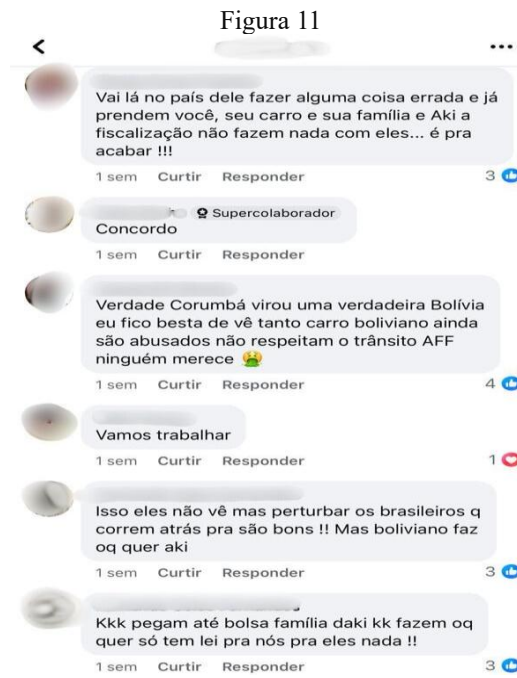 Figura 11
Vai lá no país dele fazer alguma coisa errada e já
prendem você, seu carro e sua família e Aki a
fiscalização não fazem nada com eles... é pra
acabar !!!
1 sem Curtir Responder 3
Supercolaborador
Concordo
1 sem Curtir Responder
Verdade Corumbá virou uma verdadeira Bolívia
eu fico besta de vê tanto carro boliviano ainda
são abusados não respeitam o trânsito AFF
ninguém merece 🤮
1 sem Curtir Responder 4
Vamos trabalhar
1 sem Curtir Responder 1
Isso eles não vê mas perturbar os brasileiros q
correm atrás pra são bons !! Mas boliviano faz
oq quer aki
1 sem Curtir Responder 3
Kkk pegam até bolsa família daki kk fazem oq
quer só tem lei pra nós pra eles nada !!
1 sem Curtir Responder 3